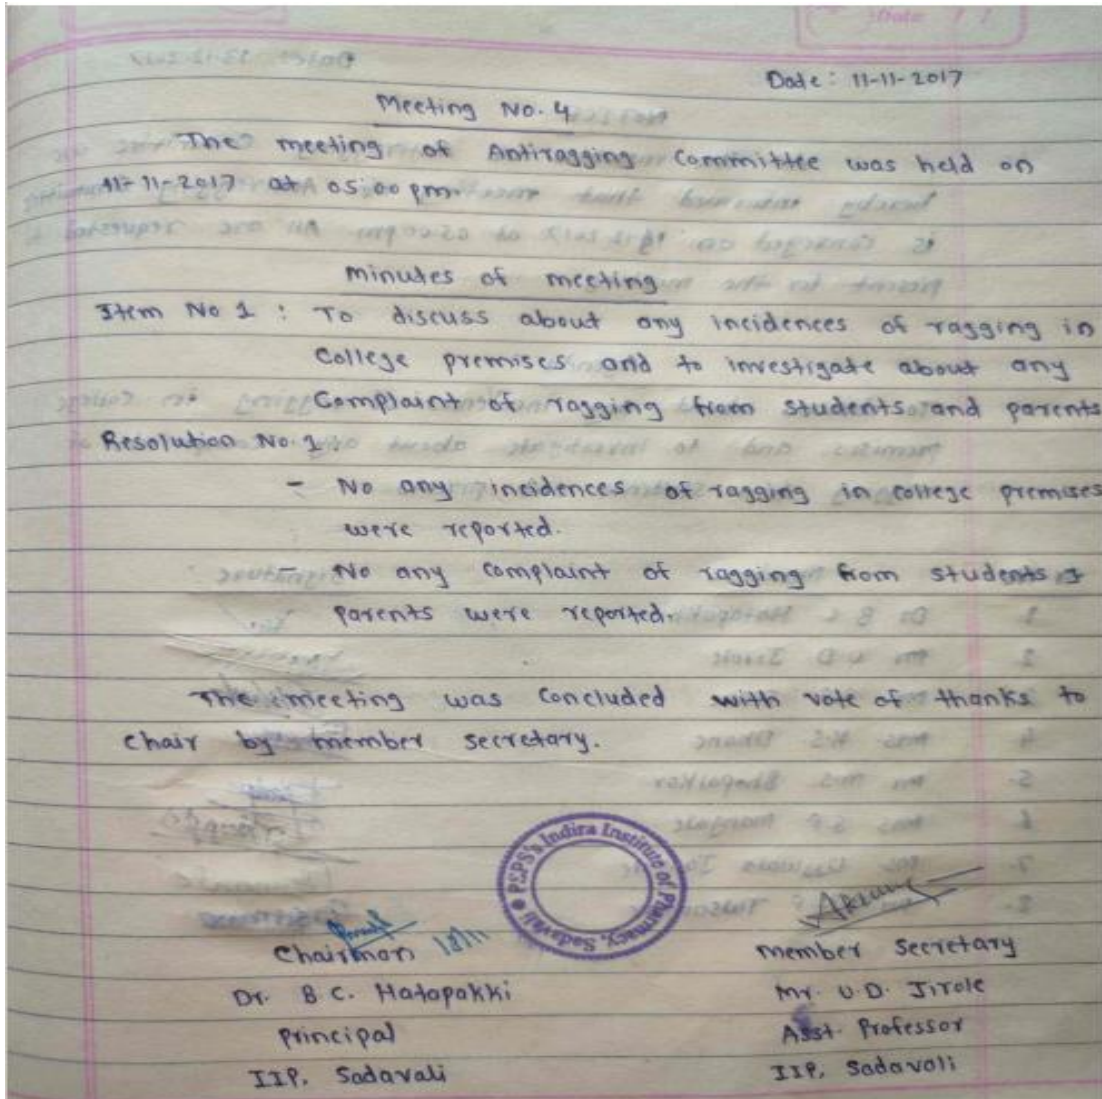 Date / /
Date : 11-11-2017
Meeting No. 4
The meeting of Antiragging Committee was held on
11-11-2017 at 05:00 pm.
Minutes of meeting
Item No 1 : To discuss about any incidences of ragging in
College premises and to investigate about any
Complaint of ragging from students and parents
Resolution No. 1 :
- No any incidences of ragging in college premises
were reported.
- No any complaint of ragging from students &
parents were reported.
The meeting was concluded with vote of thanks to
Chair by member secretary.
PSPS's Indira Institute of Pharmacy, Sadavali
Chairman 18/11
Member Secretary
Dr. B.C. Hatapakki
Mr. U.D. Jirole
Principal
Asst. Professor
IIP, Sadavali
IIP, Sadavali